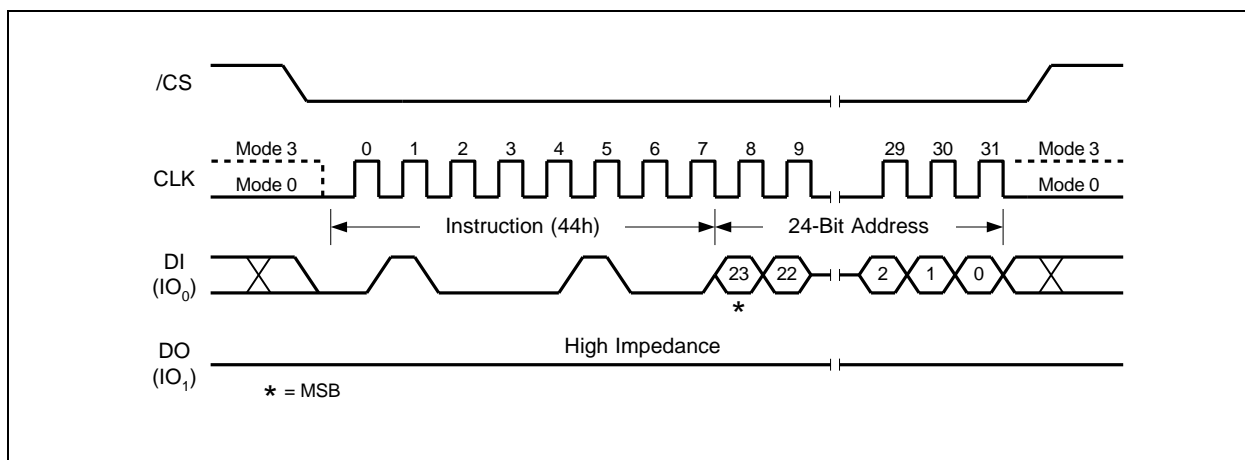 /CS
Mode 3
0 1 2 3 4 5 6 7 8 9 29 30 31
Mode 3
CLK
Mode 0
Mode 0
Instruction (44h)
24-Bit Address
DI
(IO₀)
23 22 2 1 0
*
High Impedance
DO
(IO₁)
* = MSB